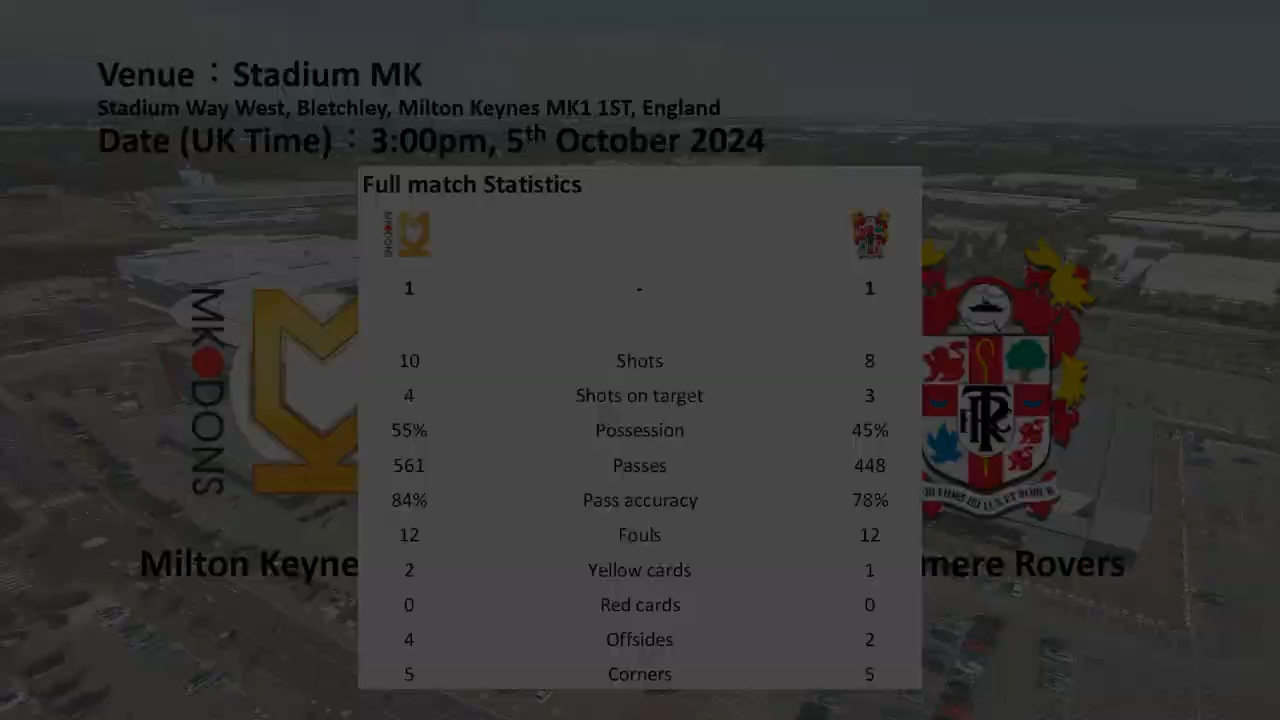 Venue：Stadium MK
Stadium Way West, Bletchley, Milton Keynes MK1 1ST, England
Date (UK Time)：3:00pm, 5th October 2024
Full match Statistics
MK DONS
1 - 1
10 Shots 8
4 Shots on target 3
55% Possession 45%
561 Passes 448
84% Pass accuracy 78%
12 Fouls 12
2 Yellow cards 1
0 Red cards 0
4 Offsides 2
5 Corners 5
MK DONS
TRFC
Milton Keyne
mere Rovers